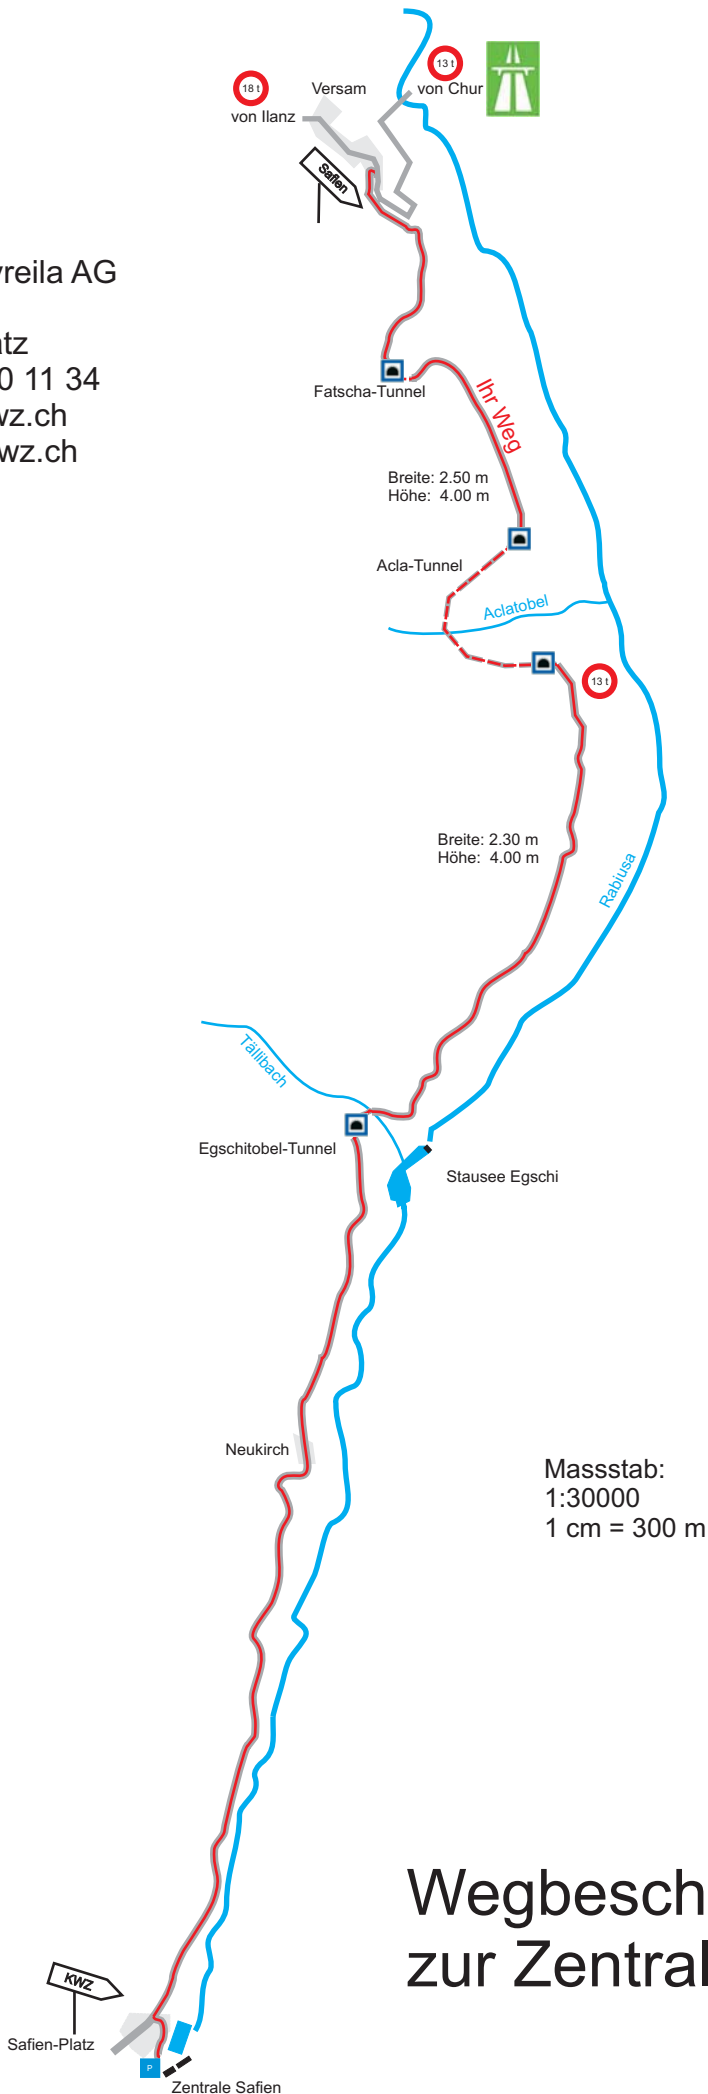 18 t
Versam
13 t
von Chur
von Ilanz
Safien
reila AG
tz
0 11 34
wz.ch
wz.ch
Fatscha-Tunnel
Ihr Weg
Breite: 2.50 m
Höhe: 4.00 m
Acla-Tunnel
Aclatobel
13 t
Breite: 2.30 m
Höhe: 4.00 m
Rabiusa
Tällibach
Egschitobel-Tunnel
Stausee Egschi
Neukirch
Massstab:
1:30000
1 cm = 300 m
Wegbesch
zur Zentral
KWZ
Safien-Platz
P
Zentrale Safien